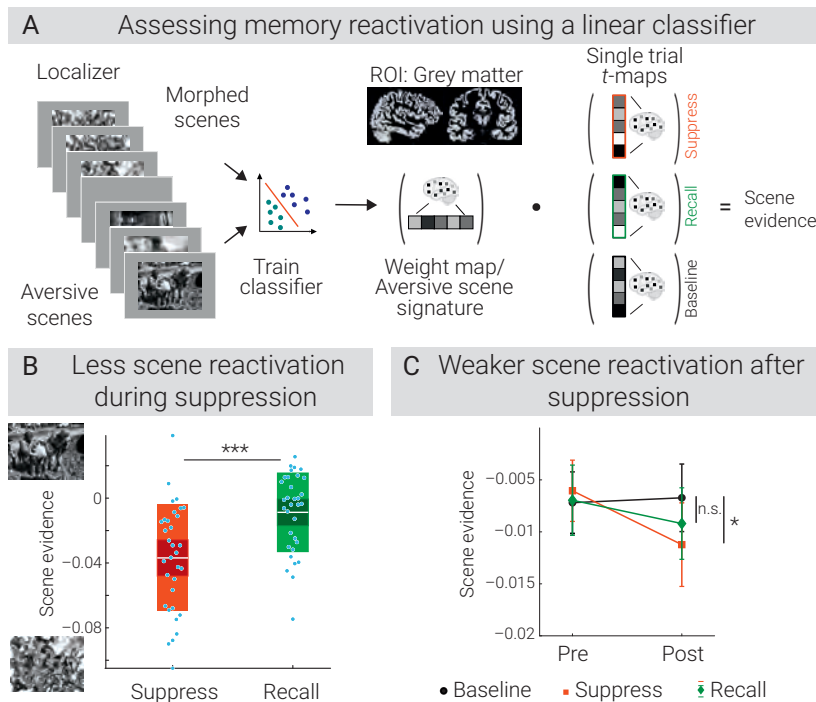 A Assessing memory reactivation using a linear classifier
Localizer
Morphed
scenes
Aversive
scenes
Train
classifier
ROI: Grey matter
Weight map/
Aversive scene
signature
Single trial
t-maps
Suppress
Recall
Baseline
= Scene
evidence
B Less scene reactivation
during suppression
Scene evidence
0
−0.04
−0.08
***
Suppress Recall
C Weaker scene reactivation after
suppression
Scene evidence
−0.005
−0.01
−0.015
−0.02
n.s.
*
Pre Post
Baseline Suppress Recall